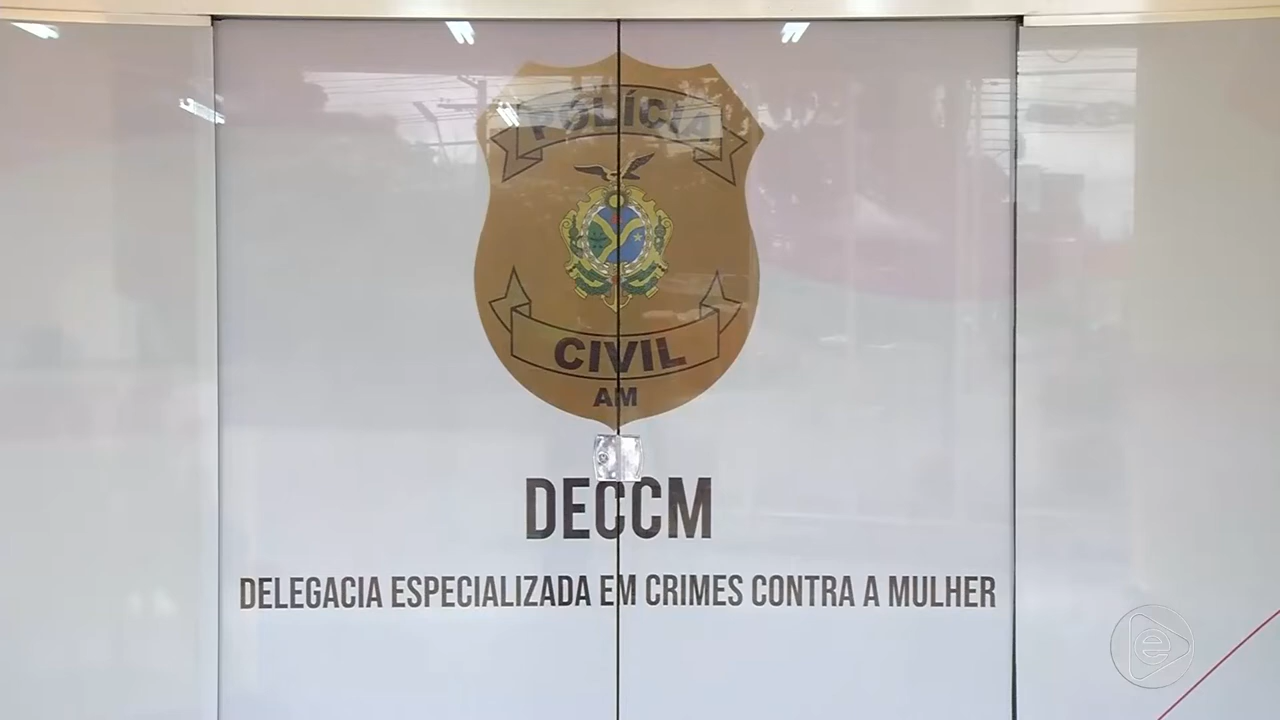 POLÍCIA
CIVIL
AM
DECCM
DELEGACIA ESPECIALIZADA EM CRIMES CONTRA A MULHER
e